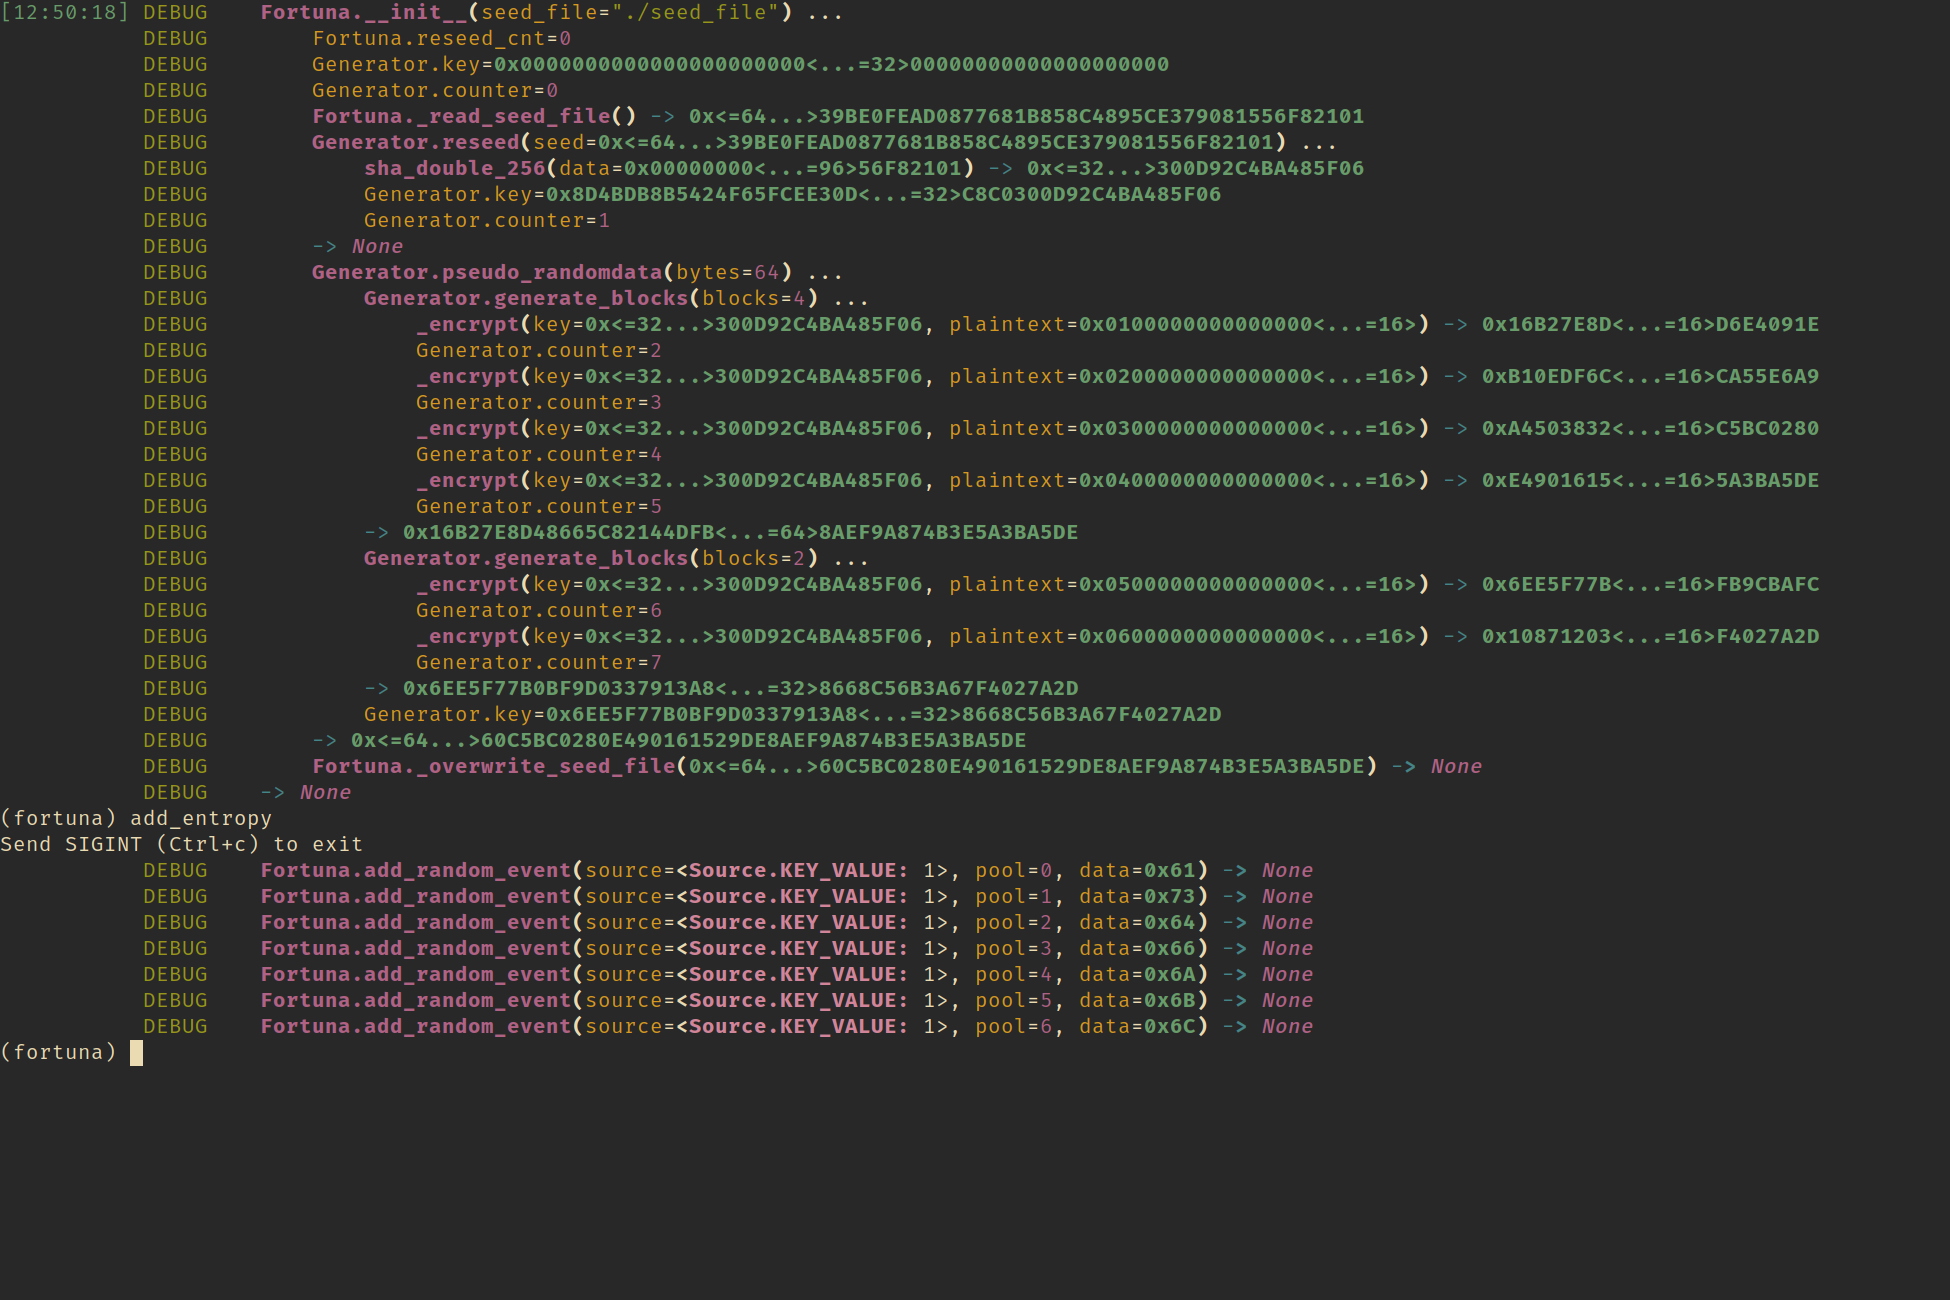 [12:50:18] DEBUG    Fortuna.__init__(seed_file="./seed_file") ...
           DEBUG        Fortuna.reseed_cnt=0
           DEBUG        Generator.key=0x0000000000000000000000<...=32>00000000000000000000
           DEBUG        Generator.counter=0
           DEBUG        Fortuna._read_seed_file() -> 0x<=64...>39BE0FEAD0877681B858C4895CE379081556F82101
           DEBUG        Generator.reseed(seed=0x<=64...>39BE0FEAD0877681B858C4895CE379081556F82101) ...
           DEBUG            sha_double_256(data=0x00000000<...=96>56F82101) -> 0x<=32...>300D92C4BA485F06
           DEBUG            Generator.key=0x8D4BDB8B5424F65FCEE30D<...=32>C8C0300D92C4BA485F06
           DEBUG            Generator.counter=1
           DEBUG        -> None
           DEBUG        Generator.pseudo_randomdata(bytes=64) ...
           DEBUG            Generator.generate_blocks(blocks=4) ...
           DEBUG                _encrypt(key=0x<=32...>300D92C4BA485F06, plaintext=0x0100000000000000<...=16>) -> 0x16B27E8D<...=16>D6E4091E
           DEBUG                Generator.counter=2
           DEBUG                _encrypt(key=0x<=32...>300D92C4BA485F06, plaintext=0x0200000000000000<...=16>) -> 0xB10EDF6C<...=16>CA55E6A9
           DEBUG                Generator.counter=3
           DEBUG                _encrypt(key=0x<=32...>300D92C4BA485F06, plaintext=0x0300000000000000<...=16>) -> 0xA4503832<...=16>C5BC0280
           DEBUG                Generator.counter=4
           DEBUG                _encrypt(key=0x<=32...>300D92C4BA485F06, plaintext=0x0400000000000000<...=16>) -> 0xE4901615<...=16>5A3BA5DE
           DEBUG                Generator.counter=5
           DEBUG            -> 0x16B27E8D48665C82144DFB<...=64>8AEF9A874B3E5A3BA5DE
           DEBUG            Generator.generate_blocks(blocks=2) ...
           DEBUG                _encrypt(key=0x<=32...>300D92C4BA485F06, plaintext=0x0500000000000000<...=16>) -> 0x6EE5F77B<...=16>FB9CBAFC
           DEBUG                Generator.counter=6
           DEBUG                _encrypt(key=0x<=32...>300D92C4BA485F06, plaintext=0x0600000000000000<...=16>) -> 0x10871203<...=16>F4027A2D
           DEBUG                Generator.counter=7
           DEBUG            -> 0x6EE5F77B0BF9D0337913A8<...=32>8668C56B3A67F4027A2D
           DEBUG            Generator.key=0x6EE5F77B0BF9D0337913A8<...=32>8668C56B3A67F4027A2D
           DEBUG        -> 0x<=64...>60C5BC0280E490161529DE8AEF9A874B3E5A3BA5DE
           DEBUG        Fortuna._overwrite_seed_file(0x<=64...>60C5BC0280E490161529DE8AEF9A874B3E5A3BA5DE) -> None
           DEBUG    -> None
(fortuna) add_entropy
Send SIGINT (Ctrl+c) to exit
           DEBUG    Fortuna.add_random_event(source=<Source.KEY_VALUE: 1>, pool=0, data=0x61) -> None
           DEBUG    Fortuna.add_random_event(source=<Source.KEY_VALUE: 1>, pool=1, data=0x73) -> None
           DEBUG    Fortuna.add_random_event(source=<Source.KEY_VALUE: 1>, pool=2, data=0x64) -> None
           DEBUG    Fortuna.add_random_event(source=<Source.KEY_VALUE: 1>, pool=3, data=0x66) -> None
           DEBUG    Fortuna.add_random_event(source=<Source.KEY_VALUE: 1>, pool=4, data=0x6A) -> None
           DEBUG    Fortuna.add_random_event(source=<Source.KEY_VALUE: 1>, pool=5, data=0x6B) -> None
           DEBUG    Fortuna.add_random_event(source=<Source.KEY_VALUE: 1>, pool=6, data=0x6C) -> None
(fortuna)